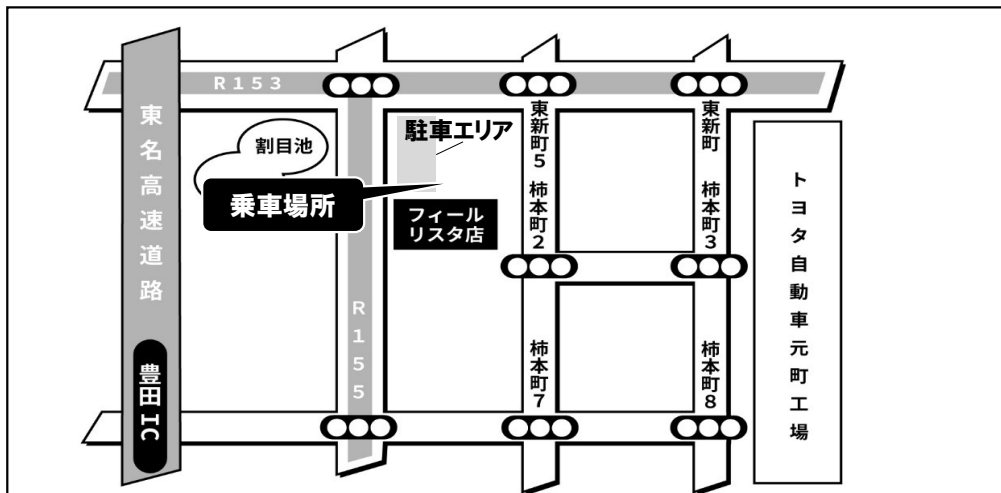 R153
東名高速道路
豊田IC
割目池
乗車場所
R155
駐車エリア
フィール
リスタ店
東新町5
柿本町2
柿本町7
東新町
柿本町3
柿本町8
トヨタ自動車元町工場